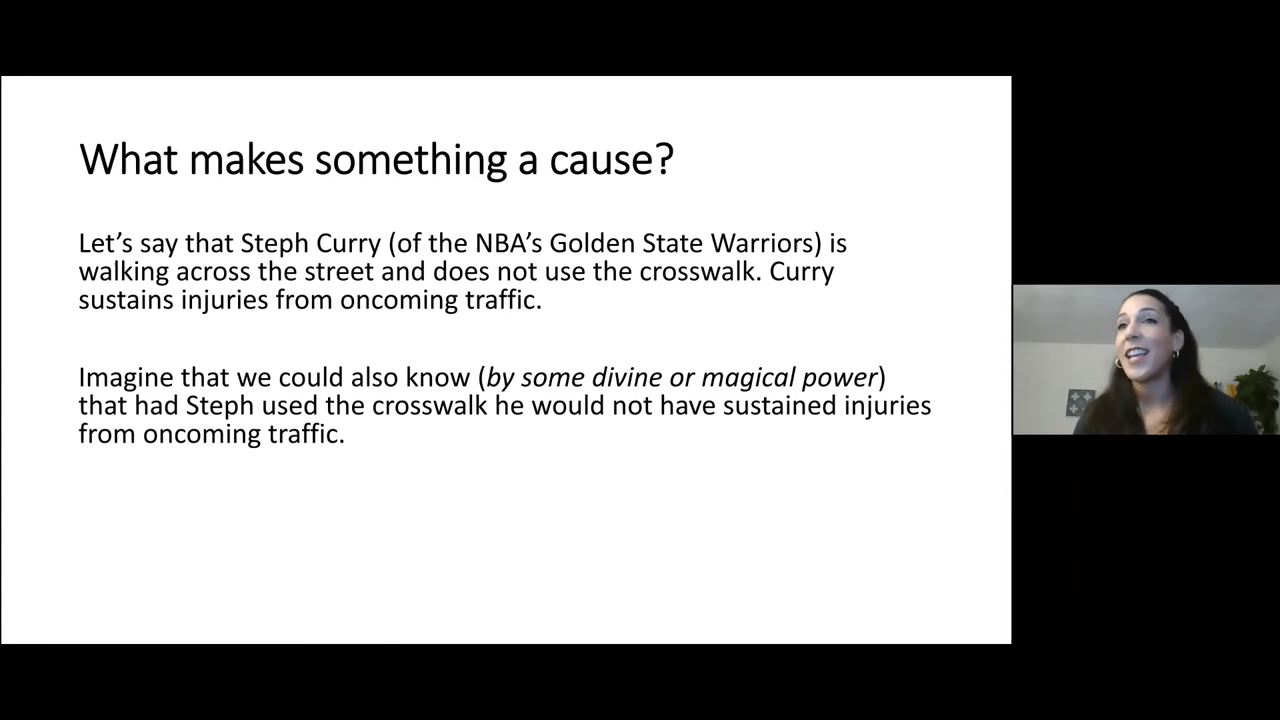 What makes something a cause?
Let’s say that Steph Curry (of the NBA’s Golden State Warriors) is
walking across the street and does not use the crosswalk. Curry
sustains injuries from oncoming traffic.
Imagine that we could also know (by some divine or magical power)
that had Steph used the crosswalk he would not have sustained injuries
from oncoming traffic.